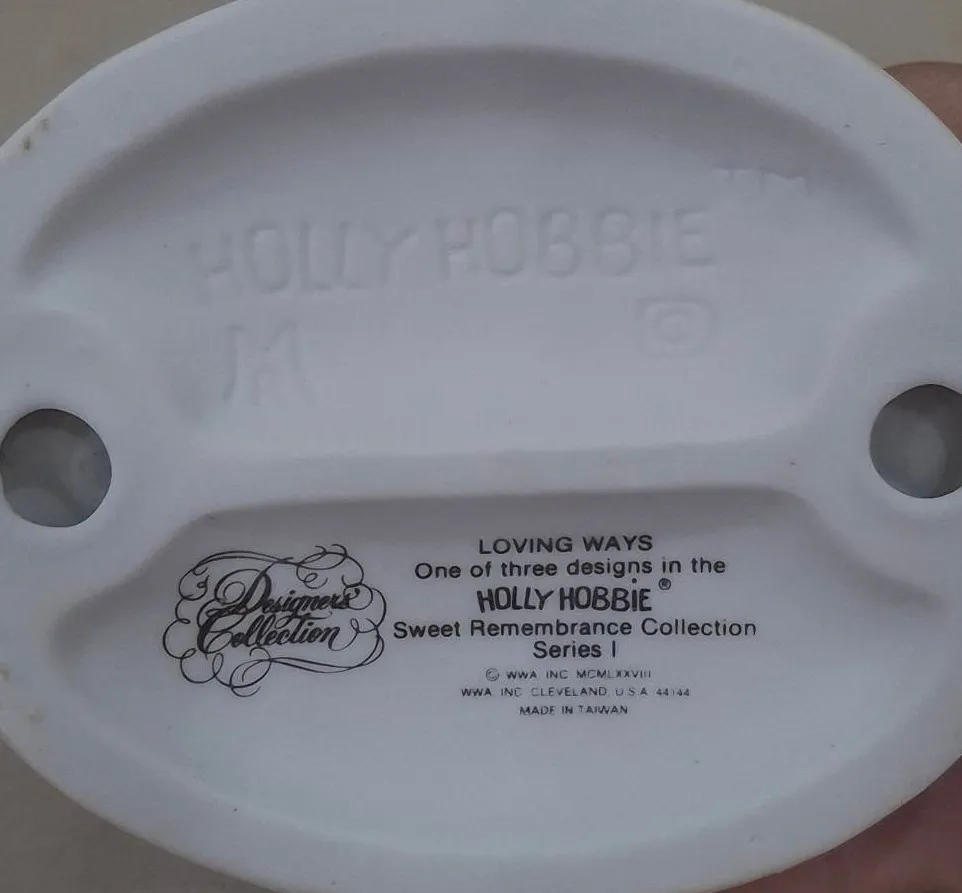 TM
HOLLY HOBBIE
H ©
Designers'
Collection
LOVING WAYS
One of three designs in the
HOLLY HOBBIE®
Sweet Remembrance Collection
Series I
© WWA INC MCMLXXVIII
WWA, INC CLEVELAND, U.S.A. 44144
MADE IN TAIWAN